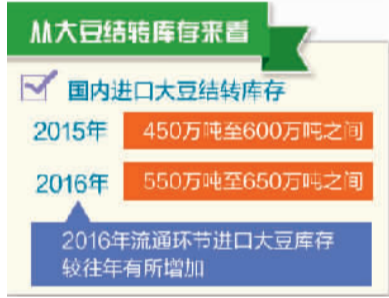 从大豆结转库存来看
国内进口大豆结转库存
2015年 450万吨至600万吨之间
2016年 550万吨至650万吨之间
2016年流通环节进口大豆库存
较往年有所增加